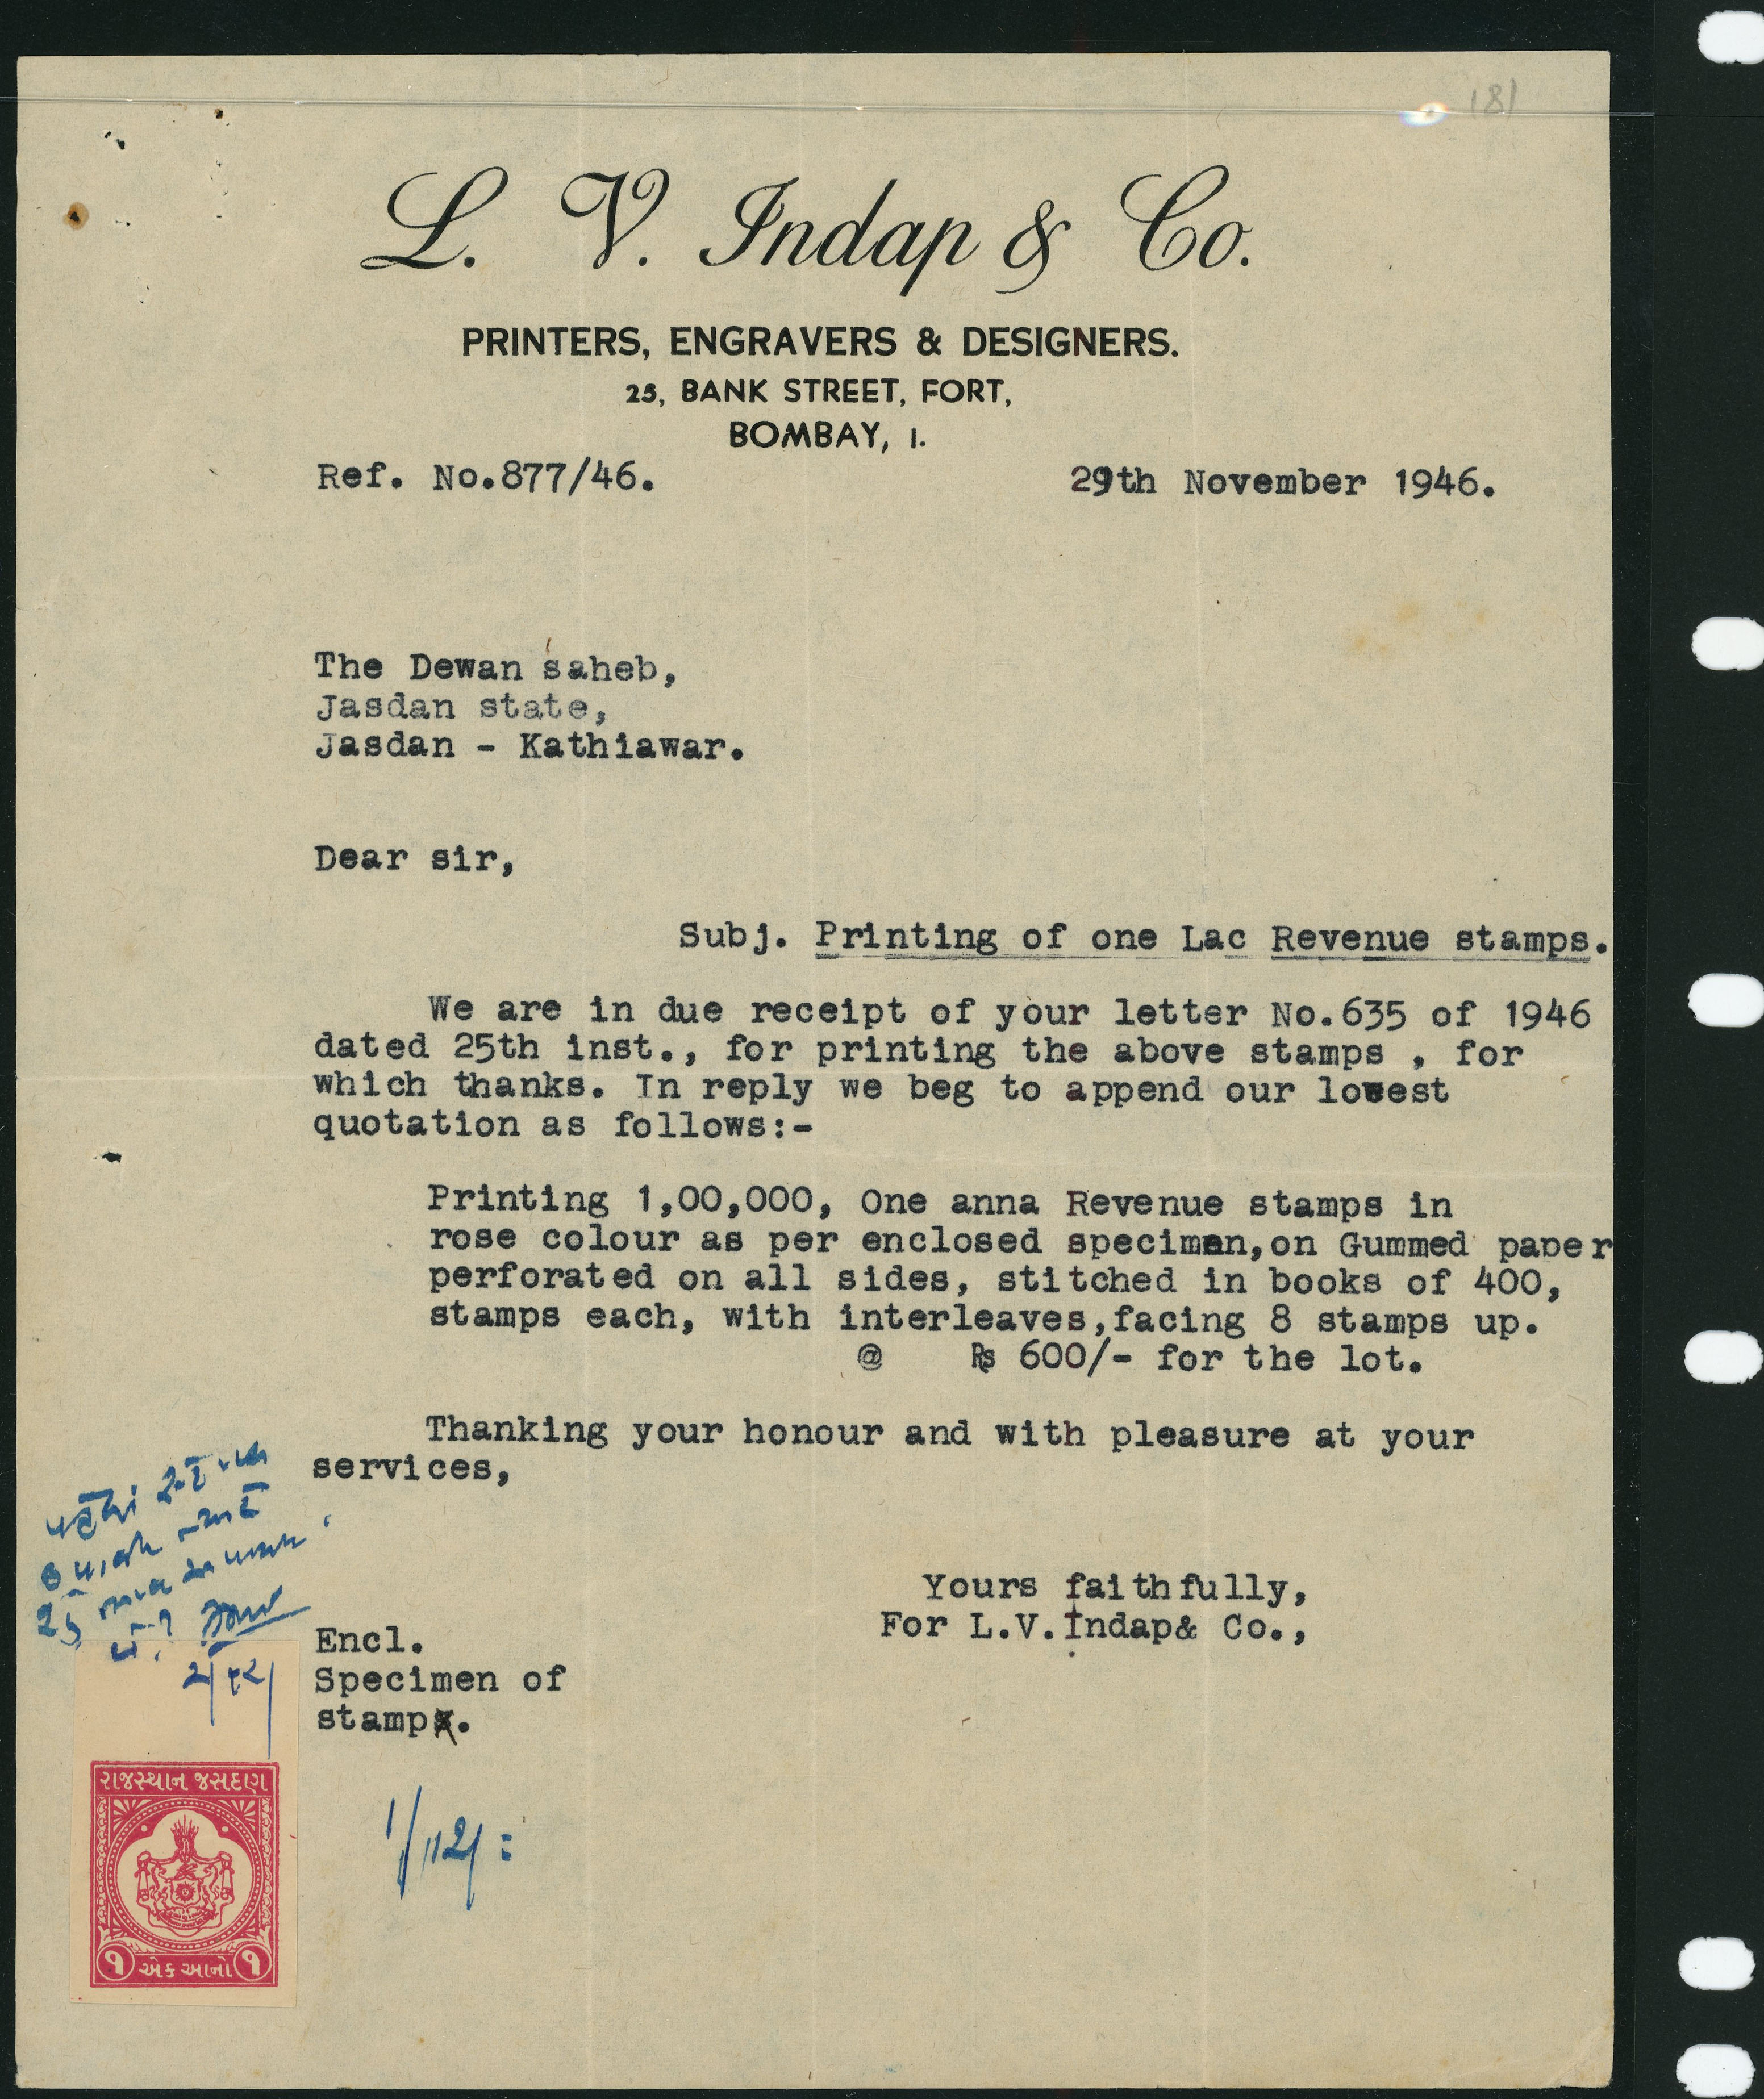 181
L. V. Indap & Co.
PRINTERS, ENGRAVERS & DESIGNERS.
25, BANK STREET, FORT,
BOMBAY, 1.
Ref. No.877/46.
29th November 1946.
The Dewan saheb,
Jasdan state,
Jasdan - Kathiawar.
Dear sir,
Subj. Printing of one Lac Revenue stamps.
We are in due receipt of your letter No.635 of 1946
dated 25th inst., for printing the above stamps , for
which thanks. In reply we beg to append our lowest
quotation as follows:-
Printing 1,00,000, One anna Revenue stamps in
rose colour as per enclosed specimen,on Gummed paper
perforated on all sides, stitched in books of 400,
stamps each, with interleaves,facing 8 stamps up.
@ Rs 600/- for the lot.
Thanking your honour and with pleasure at your
services,
Yours faithfully,
For L.V.Indap& Co.,
Encl.
Specimen of
stamp.
રાજસ્થાન જસદણ
૧ એક આનો ૧